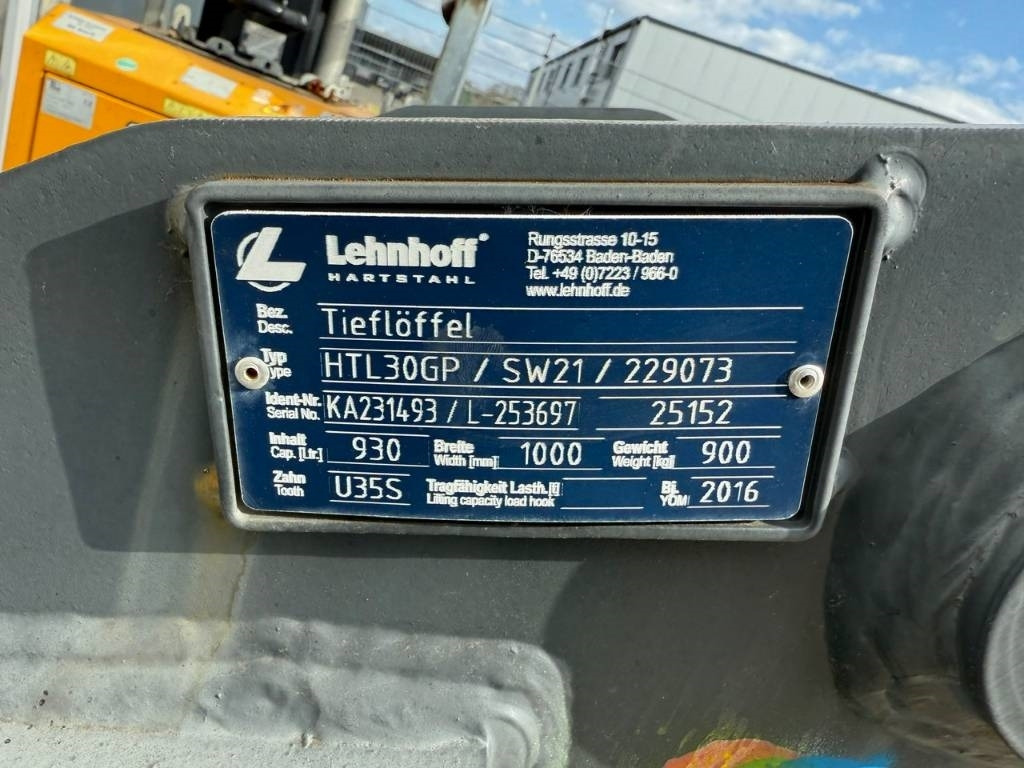 Lehnhoff®
HARTSTAHL
Rungsstrasse 10-15
D-76534 Baden-Baden
Tel. +49 (0)7223 / 966-0
www.lehnhoff.de
Bez. Tieflöffel
Desc.
Typ HTL30GP / SW21 / 229073
Type
Ident-Nr. KA231493 / L-253697 25152
Serial No.
Inhalt 930 Breite 1000 Gewicht 900
Cap. [Ltr.] Width [mm] Weight [kg]
Zahn U35S Tragfähigkeit Lasth. [t] Bj. 2016
Tooth Lifting capacity load hook YOM